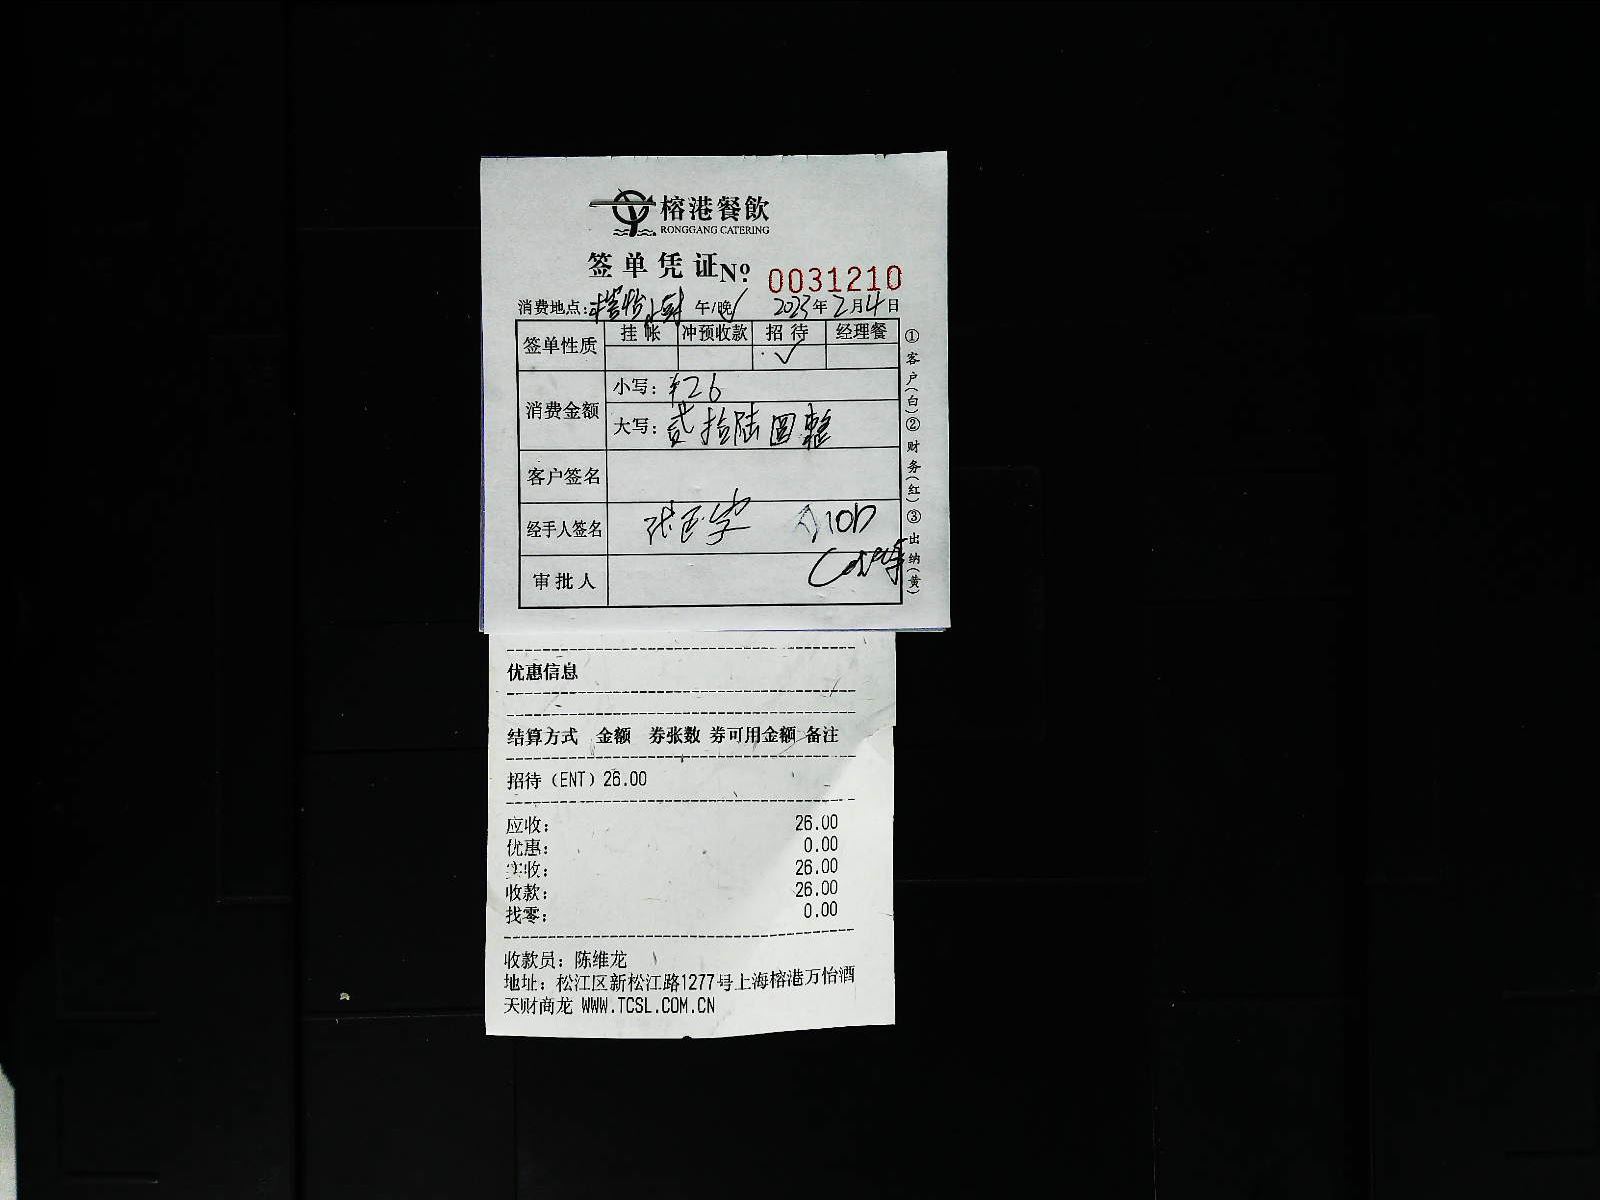 榕港餐飲
RONGGANG CATERING
签单凭证 No. 0031210
消费地点: 午/晚√ 2023年2月4日
签单性质 挂帐 冲预收款 招待 经理餐
√
消费金额 小写: ¥26
大写: 贰拾陆圆整
客户签名
经手人签名
审批人
①客户(白)②财务(红)③出纳(黄)
优惠信息
结算方式 金额 券张数 券可用金额 备注
招待（ENT）26.00
应收: 26.00
优惠: 0.00
实收: 26.00
收款: 26.00
找零: 0.00
收款员: 陈维龙
地址: 松江区新松江路1277号上海榕港万怡酒
天财商龙 WWW.TCSL.COM.CN